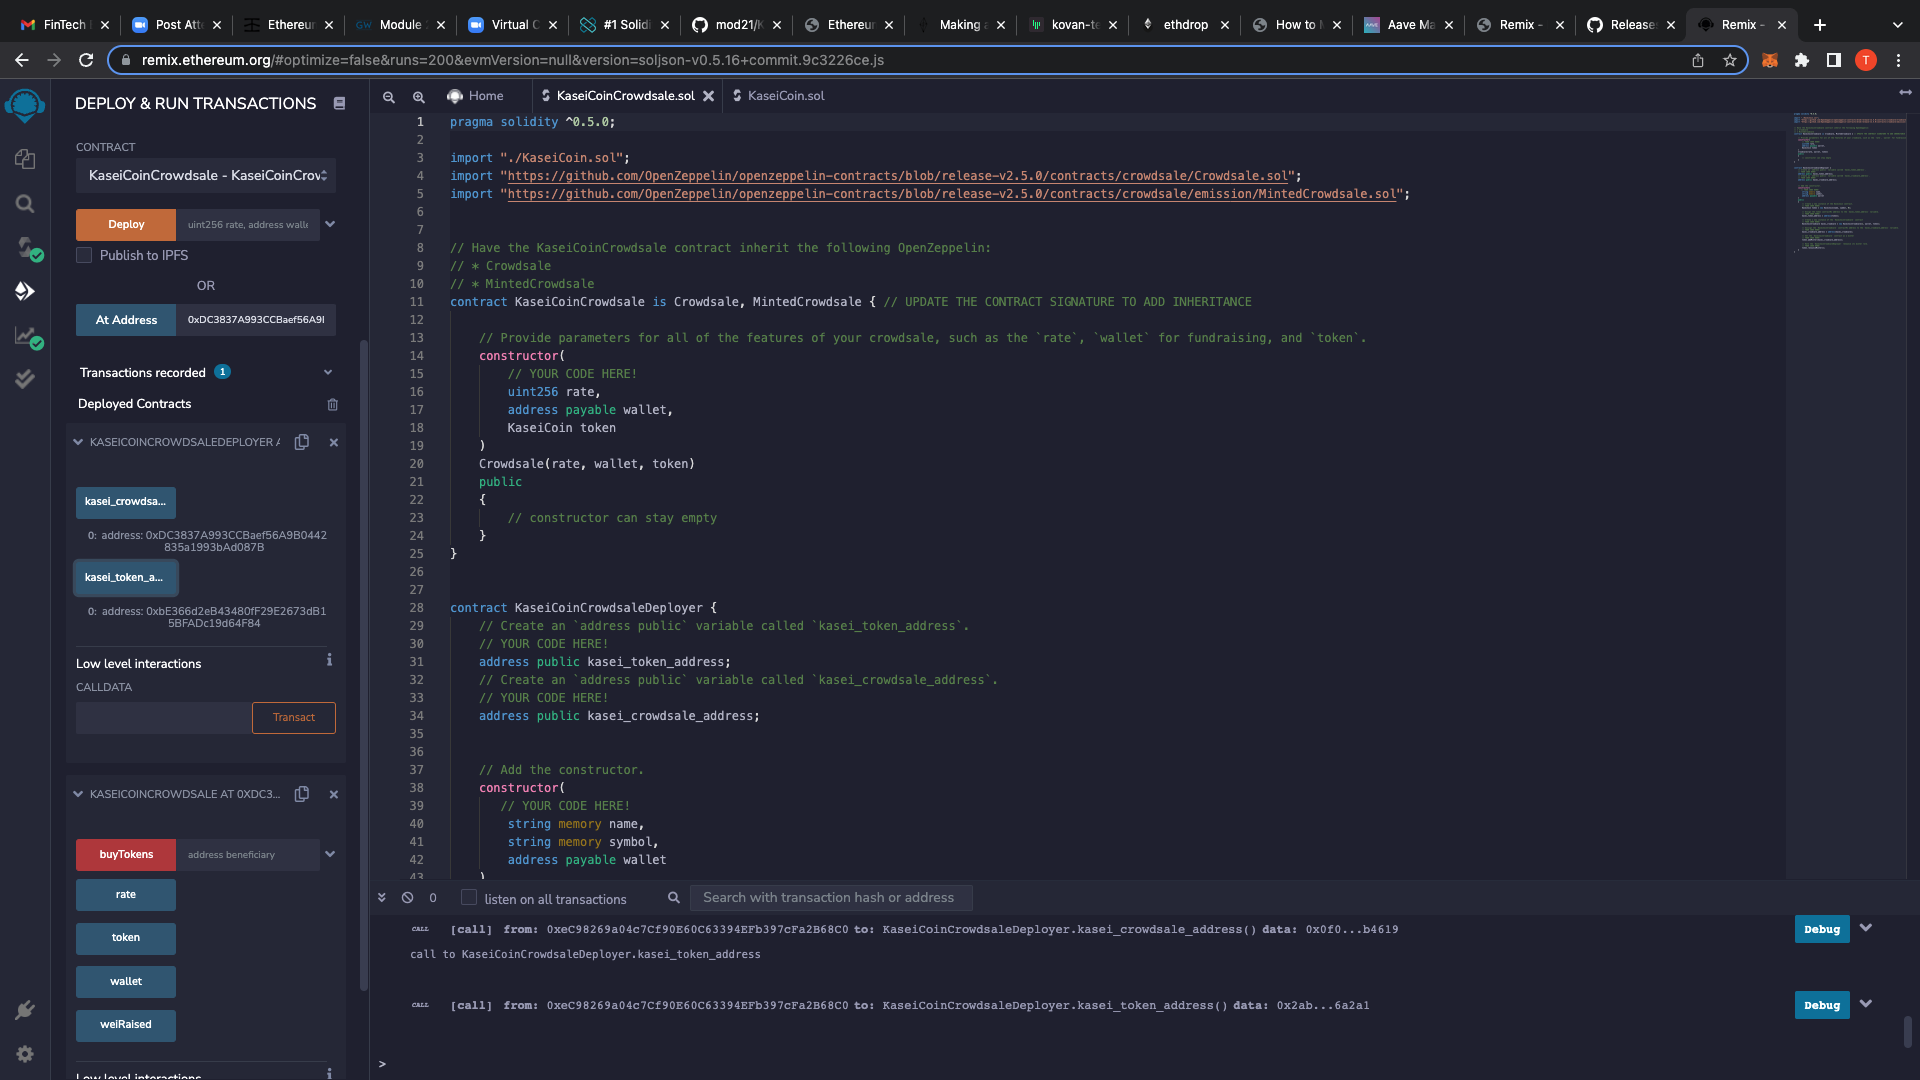 FinTech
Post Att
Ethereur
Module
Virtual C
#1 Solidi
mod21/K
Ethereur
Making a
kovan-te
ethdrop
How to M
Aave Ma
Remix -
Release
Remix -
remix.ethereum.org/#optimize=false&runs=200&evmVersion=null&version=soljson-v0.5.16+commit.9c3226ce.js
T
DEPLOY & RUN TRANSACTIONS
CONTRACT
KaseiCoinCrowdsale - KaseiCoinCrow
Deploy
uint256 rate, address walle
Publish to IPFS
OR
At Address
0xDC3837A993CCBaef56A9I
Transactions recorded 1
Deployed Contracts
KASEICOINCROWDSALEDEPLOYER A
kasei_crowdsa...
0: address: 0xDC3837A993CCBaef56A9B0442
835a1993bAd087B
kasei_token_a...
0: address: 0xbE366d2eB43480fF29E2673dB1
5BFADc19d64F84
Low level interactions
CALLDATA
Transact
KASEICOINCROWDSALE AT 0XDC3...
buyTokens
address beneficiary
rate
token
wallet
weiRaised
Low level interactions
Home
KaseiCoinCrowdsale.sol
KaseiCoin.sol
1 pragma solidity ^0.5.0;
2
3 import "./KaseiCoin.sol";
4 import "https://github.com/OpenZeppelin/openzeppelin-contracts/blob/release-v2.5.0/contracts/crowdsale/Crowdsale.sol";
5 import "https://github.com/OpenZeppelin/openzeppelin-contracts/blob/release-v2.5.0/contracts/crowdsale/emission/MintedCrowdsale.sol";
6
7
8 // Have the KaseiCoinCrowdsale contract inherit the following OpenZeppelin:
9 // * Crowdsale
10 // * MintedCrowdsale
11 contract KaseiCoinCrowdsale is Crowdsale, MintedCrowdsale { // UPDATE THE CONTRACT SIGNATURE TO ADD INHERITANCE
12
13 // Provide parameters for all of the features of your crowdsale, such as the `rate`, `wallet` for fundraising, and `token`.
14 constructor(
15 // YOUR CODE HERE!
16 uint256 rate,
17 address payable wallet,
18 KaseiCoin token
19 )
20 Crowdsale(rate, wallet, token)
21 public
22 {
23 // constructor can stay empty
24 }
25 }
26
27
28 contract KaseiCoinCrowdsaleDeployer {
29 // Create an `address public` variable called `kasei_token_address`.
30 // YOUR CODE HERE!
31 address public kasei_token_address;
32 // Create an `address public` variable called `kasei_crowdsale_address`.
33 // YOUR CODE HERE!
34 address public kasei_crowdsale_address;
35
36
37 // Add the constructor.
38 constructor(
39 // YOUR CODE HERE!
40 string memory name,
41 string memory symbol,
42 address payable wallet
43 )
0
listen on all transactions
Search with transaction hash or address
CALL [call] from: 0xeC98269a04c7Cf90E60C63394EFb397cFa2B68C0 to: KaseiCoinCrowdsaleDeployer.kasei_crowdsale_address() data: 0x0f0...b4619
Debug
call to KaseiCoinCrowdsaleDeployer.kasei_token_address
CALL [call] from: 0xeC98269a04c7Cf90E60C63394EFb397cFa2B68C0 to: KaseiCoinCrowdsaleDeployer.kasei_token_address() data: 0x2ab...6a2a1
Debug
>